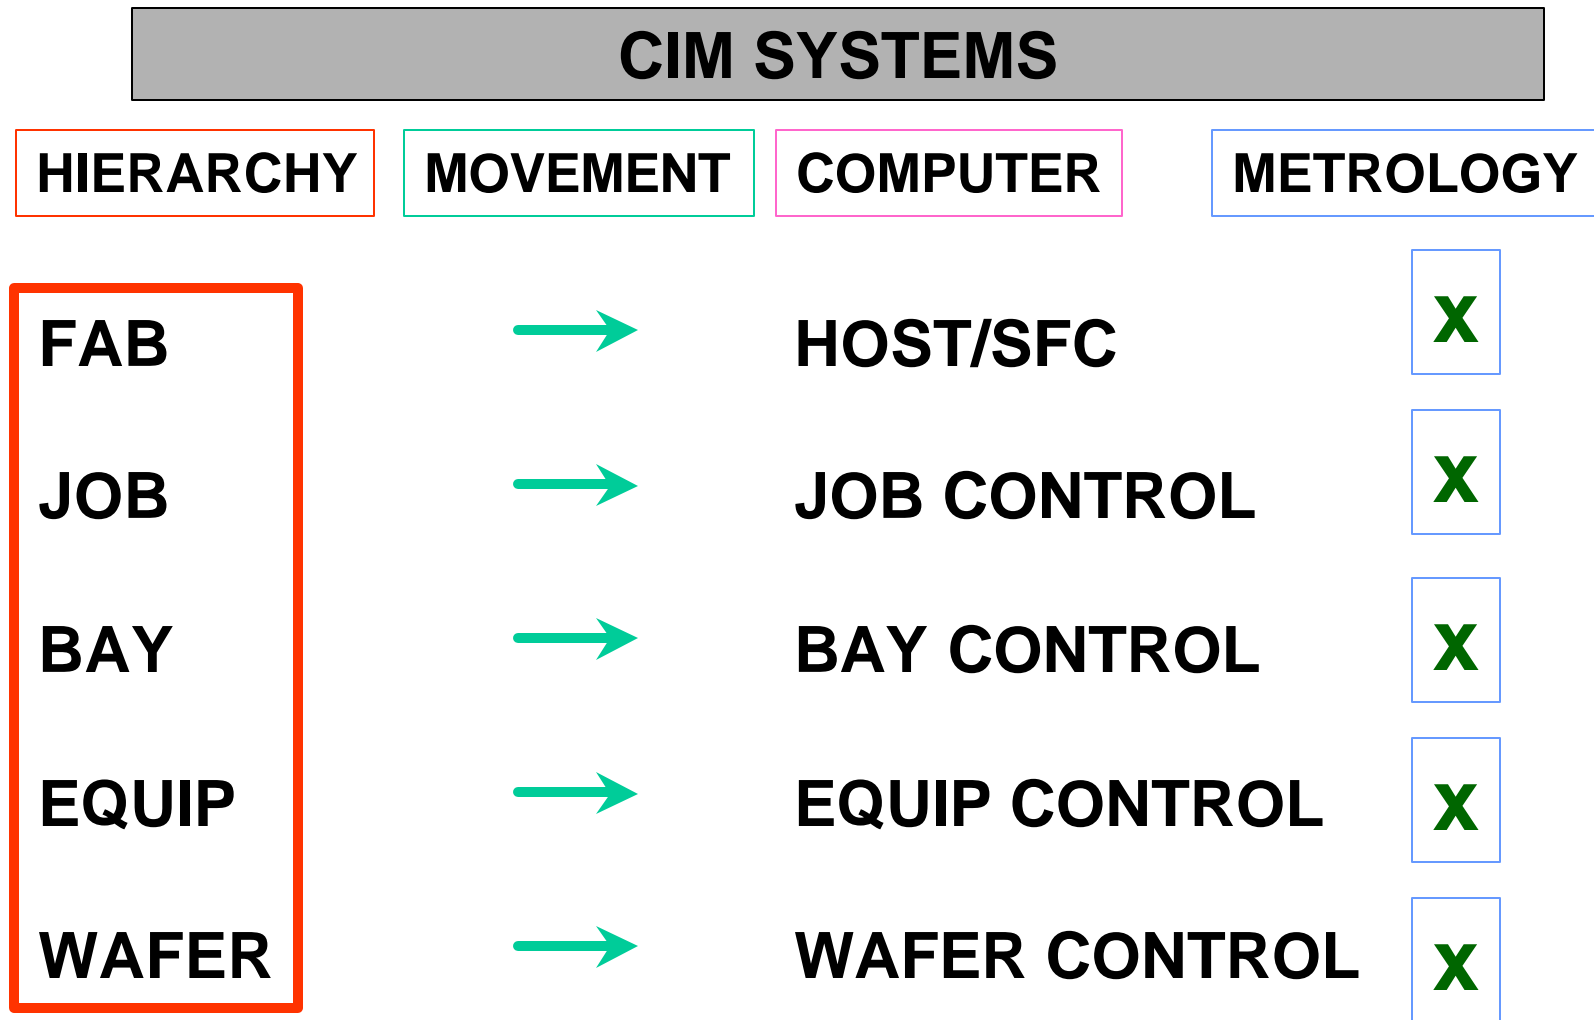 CIM SYSTEMS
HIERARCHY MOVEMENT COMPUTER METROLOGY
FAB HOST/SFC X
JOB JOB CONTROL X
BAY BAY CONTROL X
EQUIP EQUIP CONTROL X
WAFER WAFER CONTROL X